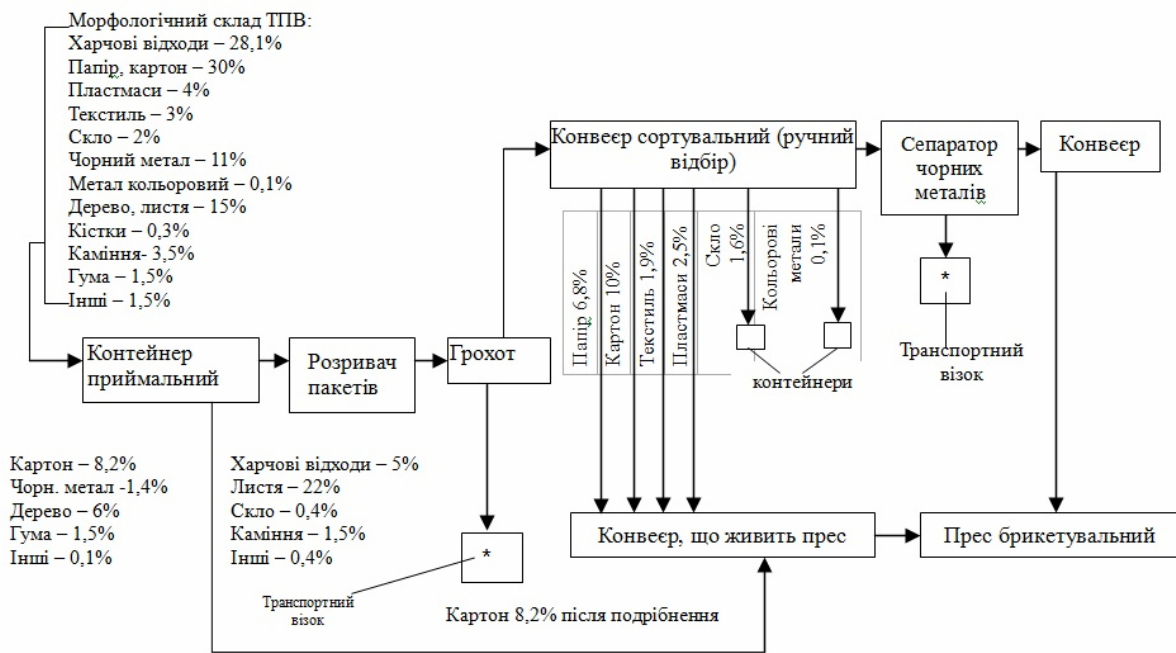 Морфологічний склад ТПВ:
Харчові відходи – 28,1%
Папір, картон – 30%
Пластмаси – 4%
Текстиль – 3%
Скло – 2%
Чорний метал – 11%
Метал кольоровий – 0,1%
Дерево, листя – 15%
Кістки – 0,3%
Каміння- 3,5%
Гума – 1,5%
Інші – 1,5%
Контейнер
приймальний
Розривач
пакетів
Грохот
Конвеєр сортувальний (ручний
відбір)
Сепаратор
чорних
металів
Конвеєр
Папір 6,8%
Картон 10%
Текстиль 1,9%
Пластмаси 2,5%
Скло
1,6%
Кольорові
метали
0,1%
контейнери
*
Транспортний
візок
Картон – 8,2%
Чорн. метал -1,4%
Дерево – 6%
Гума – 1,5%
Інші – 0,1%
Харчові відходи – 5%
Листя – 22%
Скло – 0,4%
Каміння – 1,5%
Інші – 0,4%
*
Транспортний
візок
Конвеєр, що живить прес
Прес брикетувальний
Картон 8,2% після подрібнення